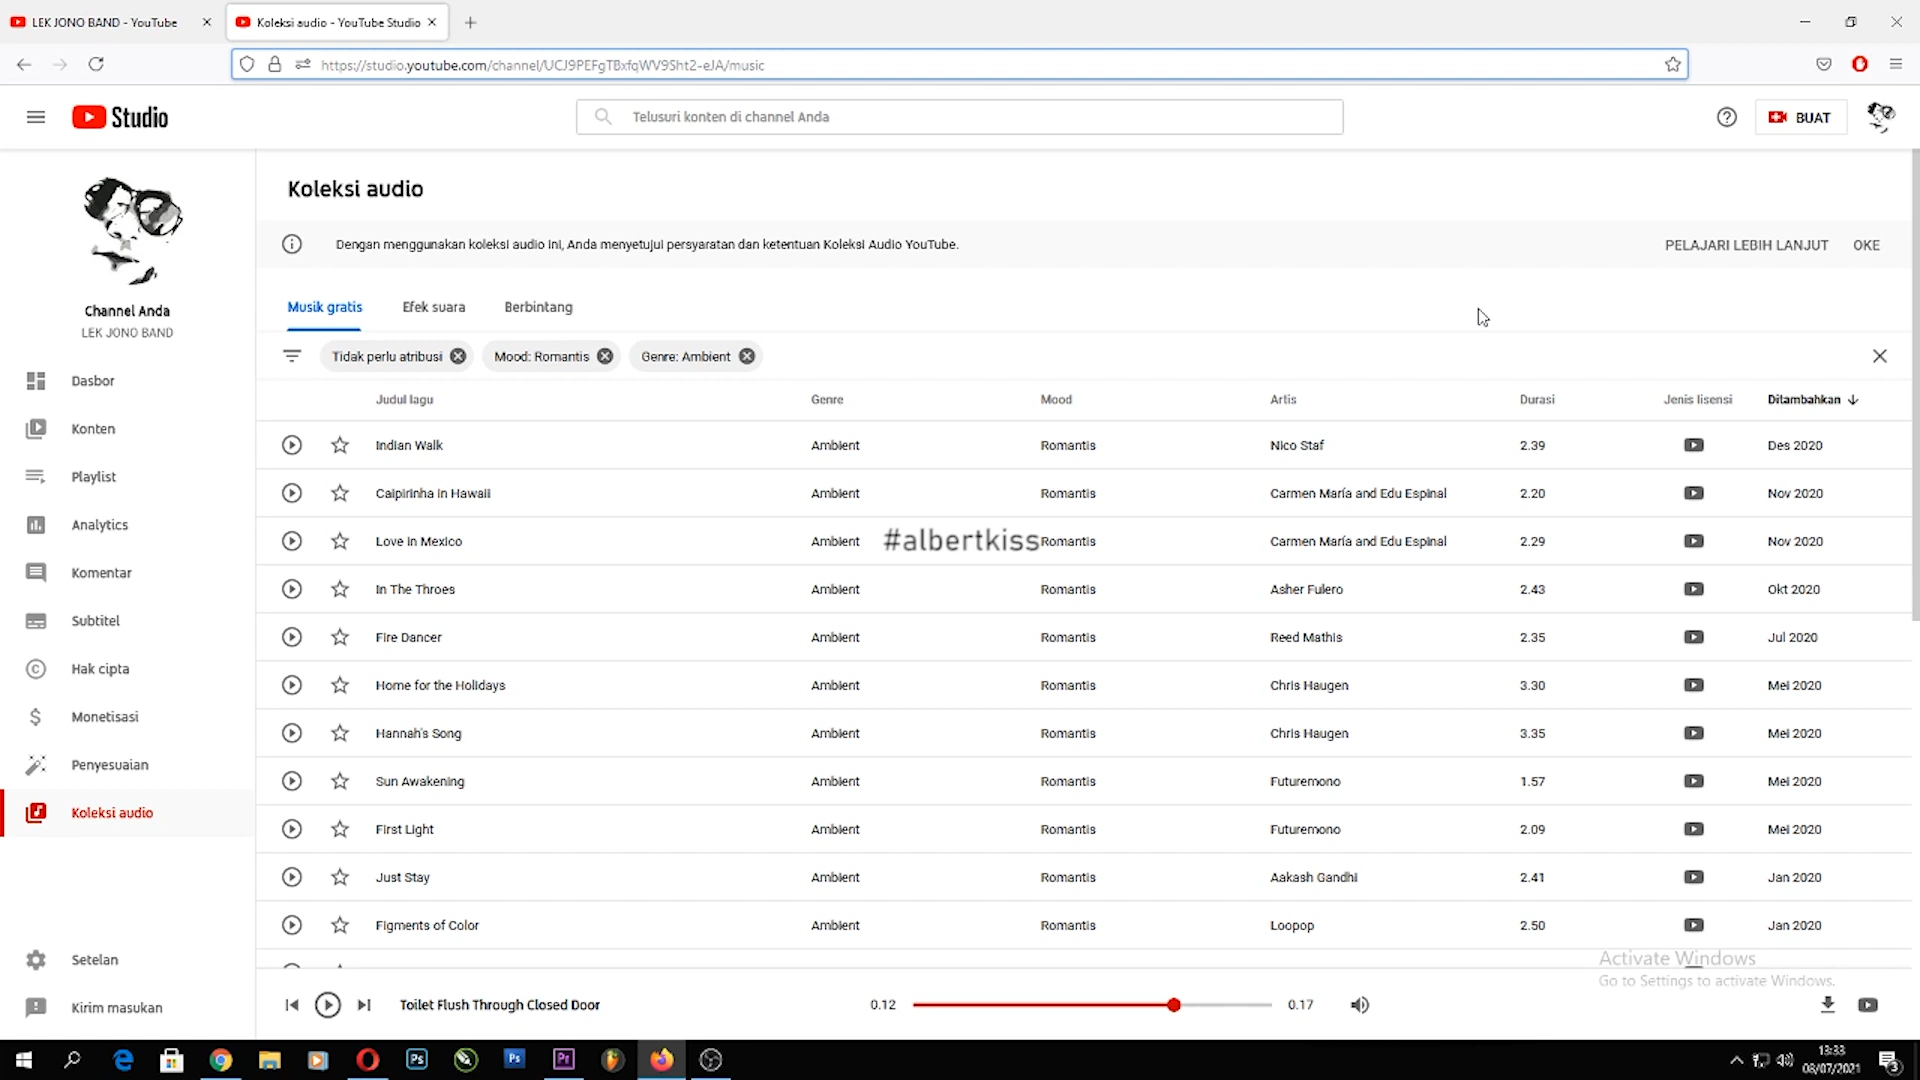 LEK JONO BAND - YouTube
Koleksi audio - YouTube Studio
https://studio.youtube.com/channel/UCJ9PEFgTBxfqWV9Sht2-eJA/music
Studio
Telusuri konten di channel Anda
BUAT
Koleksi audio
Dengan menggunakan koleksi audio ini, Anda menyetujui persyaratan dan ketentuan Koleksi Audio YouTube.
PELAJARI LEBIH LANJUT OKE
Channel Anda
LEK JONO BAND
Dasbor
Konten
Playlist
Analytics
Komentar
Subtitel
Hak cipta
Monetisasi
Penyesuaian
Koleksi audio
Setelan
Kirim masukan
Musik gratis Efek suara Berbintang
Tidak perlu atribusi Mood: Romantis Genre: Ambient
Judul lagu Genre Mood Artis Durasi Jenis lisensi Ditambahkan
Indian Walk Ambient Romantis Nico Staf 2.39 Des 2020
Caipirinha in Hawaii Ambient Romantis Carmen María and Edu Espinal 2.20 Nov 2020
Love in Mexico Ambient Romantis Carmen María and Edu Espinal 2.29 Nov 2020
#albertkiss
In The Throes Ambient Romantis Asher Fulero 2.43 Okt 2020
Fire Dancer Ambient Romantis Reed Mathis 2.35 Jul 2020
Home for the Holidays Ambient Romantis Chris Haugen 3.30 Mei 2020
Hannah's Song Ambient Romantis Chris Haugen 3.35 Mei 2020
Sun Awakening Ambient Romantis Futuremono 1.57 Mei 2020
First Light Ambient Romantis Futuremono 2.09 Mei 2020
Just Stay Ambient Romantis Aakash Gandhi 2.41 Jan 2020
Figments of Color Ambient Romantis Loopop 2.50 Jan 2020
Activate Windows
Go to Settings to activate Windows.
Toilet Flush Through Closed Door 0.12 0.17
Ps Ps Pr
13:33
08/07/2021
3